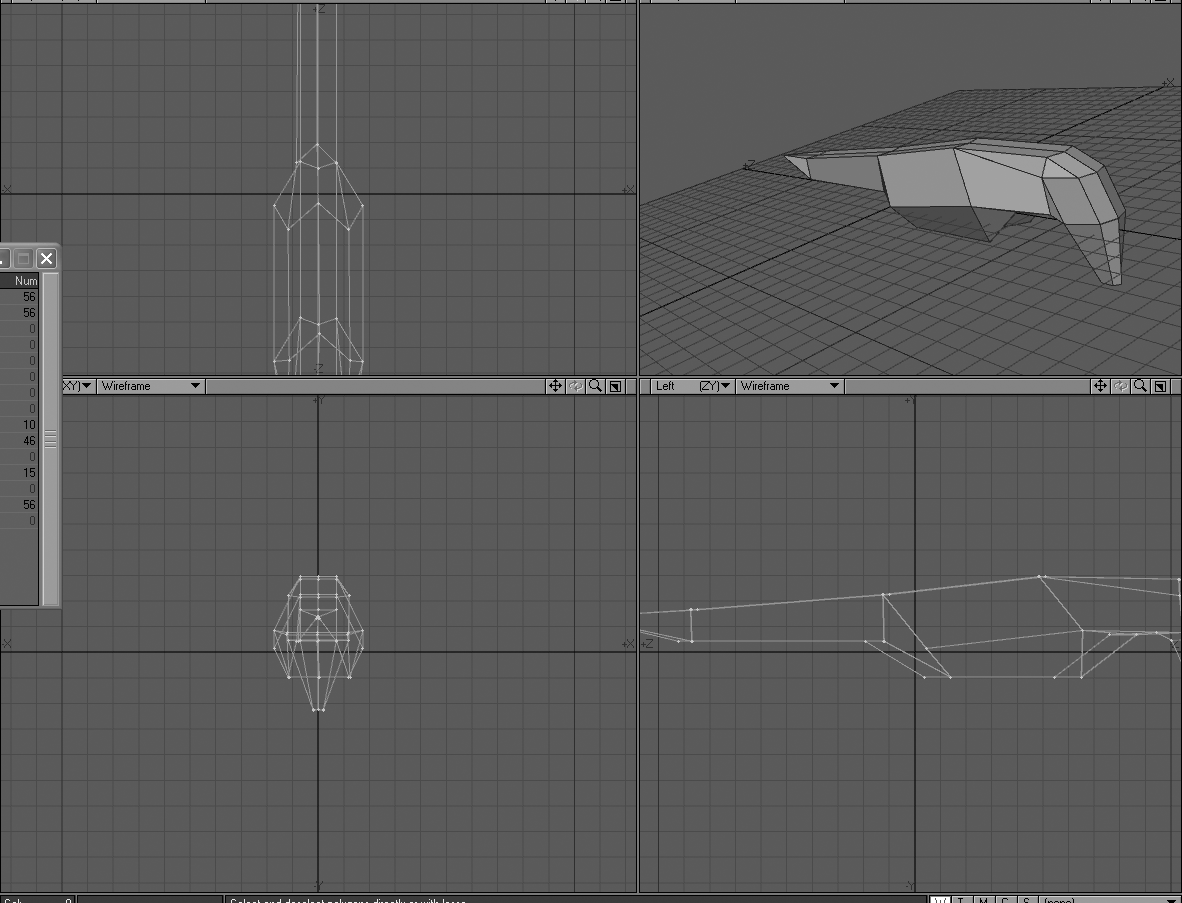 +Z
+X
+Z
-X
+X
Num
56
56
0
0
0
0
0
0
10
46
0
15
0
56
0
-Z
(XY) Wireframe
Left (ZY) Wireframe
+Y
+Y
-X
+X
+Z
-Y
-Y
0
Select and deselect polygons directly or with lasso.
W T M C S (none)